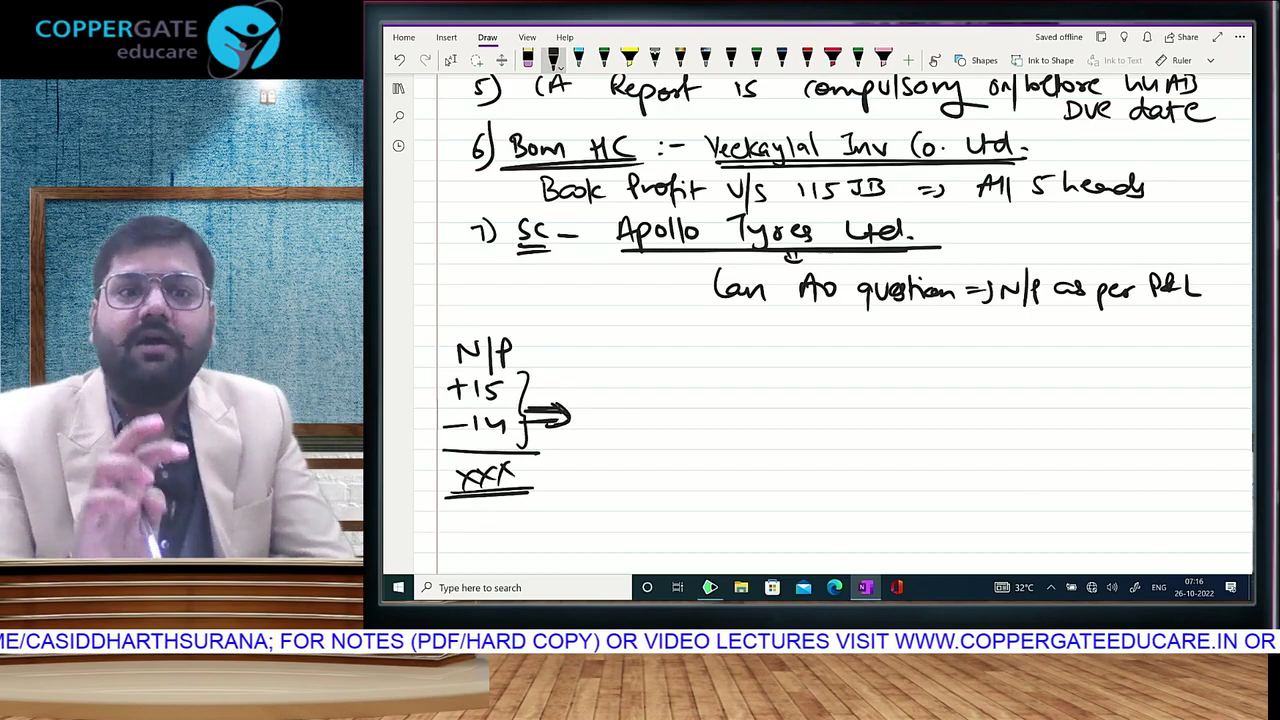 COPPERGATE
educare
Home Insert Draw View Help
Saved offline
Share
Shapes
Ink to Shape
Ink to Text
Ruler
5) CA Report is compulsory on/before 44AB
DUE date
6) Bom HC :- Veekaylal Inv Co. Ltd.
Book Profit u/s 115JB => All 5 heads
7) SC - Apollo Tyres Ltd.
Can AO question => N/P as per P&L
N/P
+15
-14
XXX
Type here to search
32°C
ENG
07:16
26-10-2022
ME/CASIDDHARTHSURANA; FOR NOTES (PDF/HARD COPY) OR VIDEO LECTURES VISIT WWW.COPPERGATEEDUCARE.IN OR